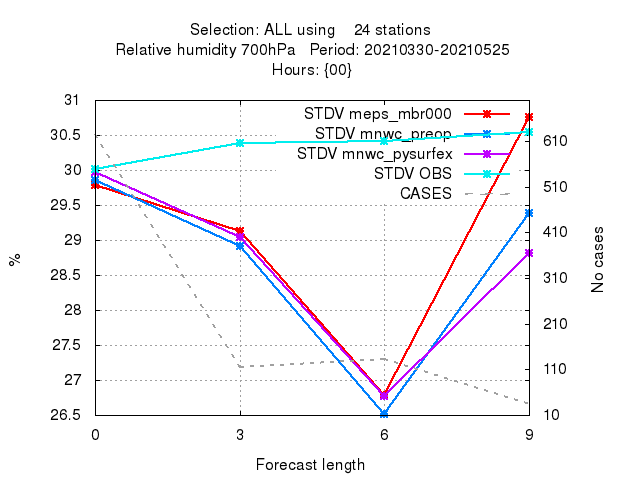 Selection: ALL using    24 stations
Relative humidity 700hPa   Period: 20210330-20210525
Hours: {00}
STDV meps_mbr000
STDV mnwc_preop
STDV mnwc_pysurfex
STDV OBS
CASES
31
30.5
30
29.5
29
28.5
28
27.5
27
26.5
%
610
510
410
310
210
110
10
No cases
0 3 6 9
Forecast length